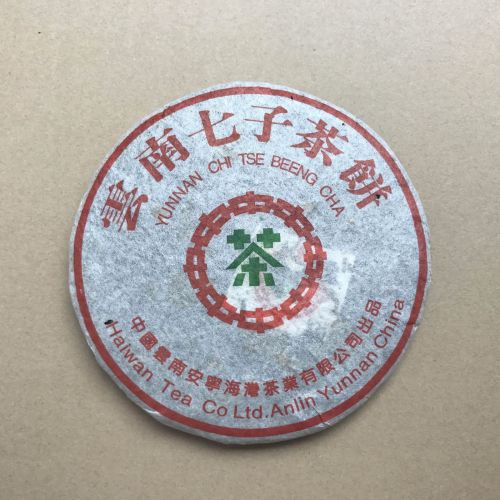 雲南七子茶餅
YUNNAN CHI TSE BEENG CHA
茶
中國雲南安寧海灣茶業有限公司出品
Haiwan Tea Co Ltd. Anlin Yunnan China